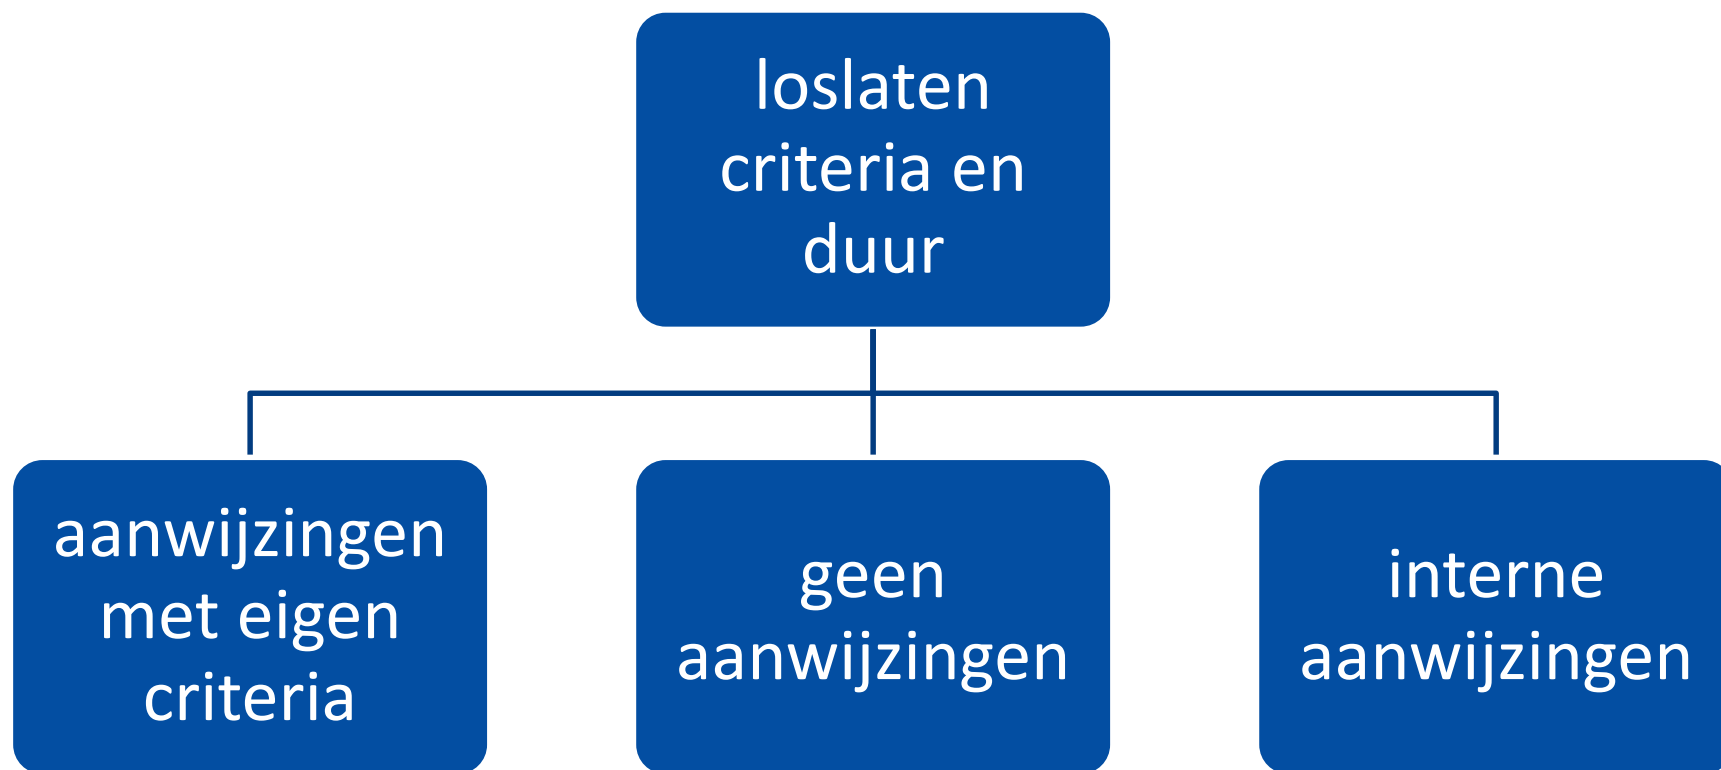 loslaten
criteria en
duur
aanwijzingen
met eigen
criteria
geen
aanwijzingen
interne
aanwijzingen